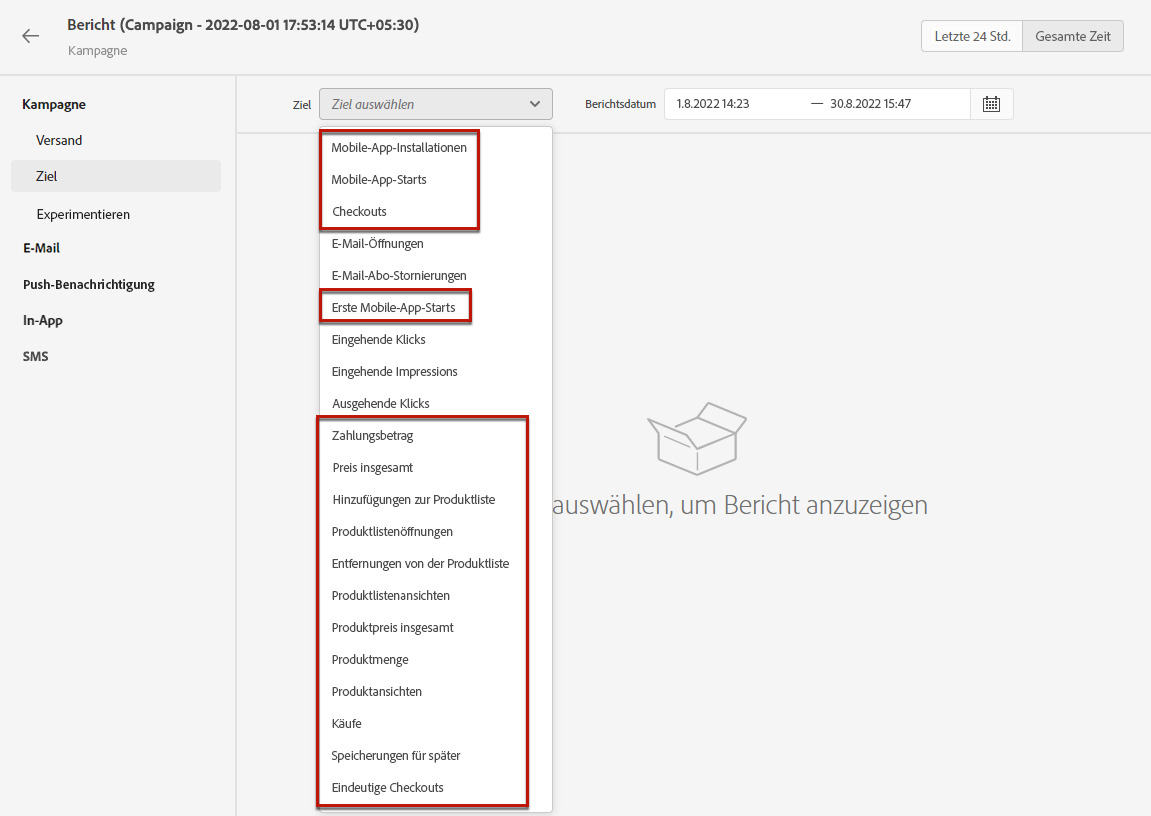 Bericht (Campaign - 2022-08-01 17:53:14 UTC+05:30)
Kampagne
Letzte 24 Std.
Gesamte Zeit
Kampagne
Versand
Ziel
Experimentieren
E-Mail
Push-Benachrichtigung
In-App
SMS
Ziel
Ziel auswählen
Berichtsdatum
1.8.2022 14:23 — 30.8.2022 15:47
Mobile-App-Installationen
Mobile-App-Starts
Checkouts
E-Mail-Öffnungen
E-Mail-Abo-Stornierungen
Erste Mobile-App-Starts
Eingehende Klicks
Eingehende Impressions
Ausgehende Klicks
Zahlungsbetrag
Preis insgesamt
Hinzufügungen zur Produktliste
Produktlistenöffnungen
Entfernungen von der Produktliste
Produktlistenansichten
Produktpreis insgesamt
Produktmenge
Produktansichten
Käufe
Speicherungen für später
Eindeutige Checkouts
auswählen, um Bericht anzuzeigen